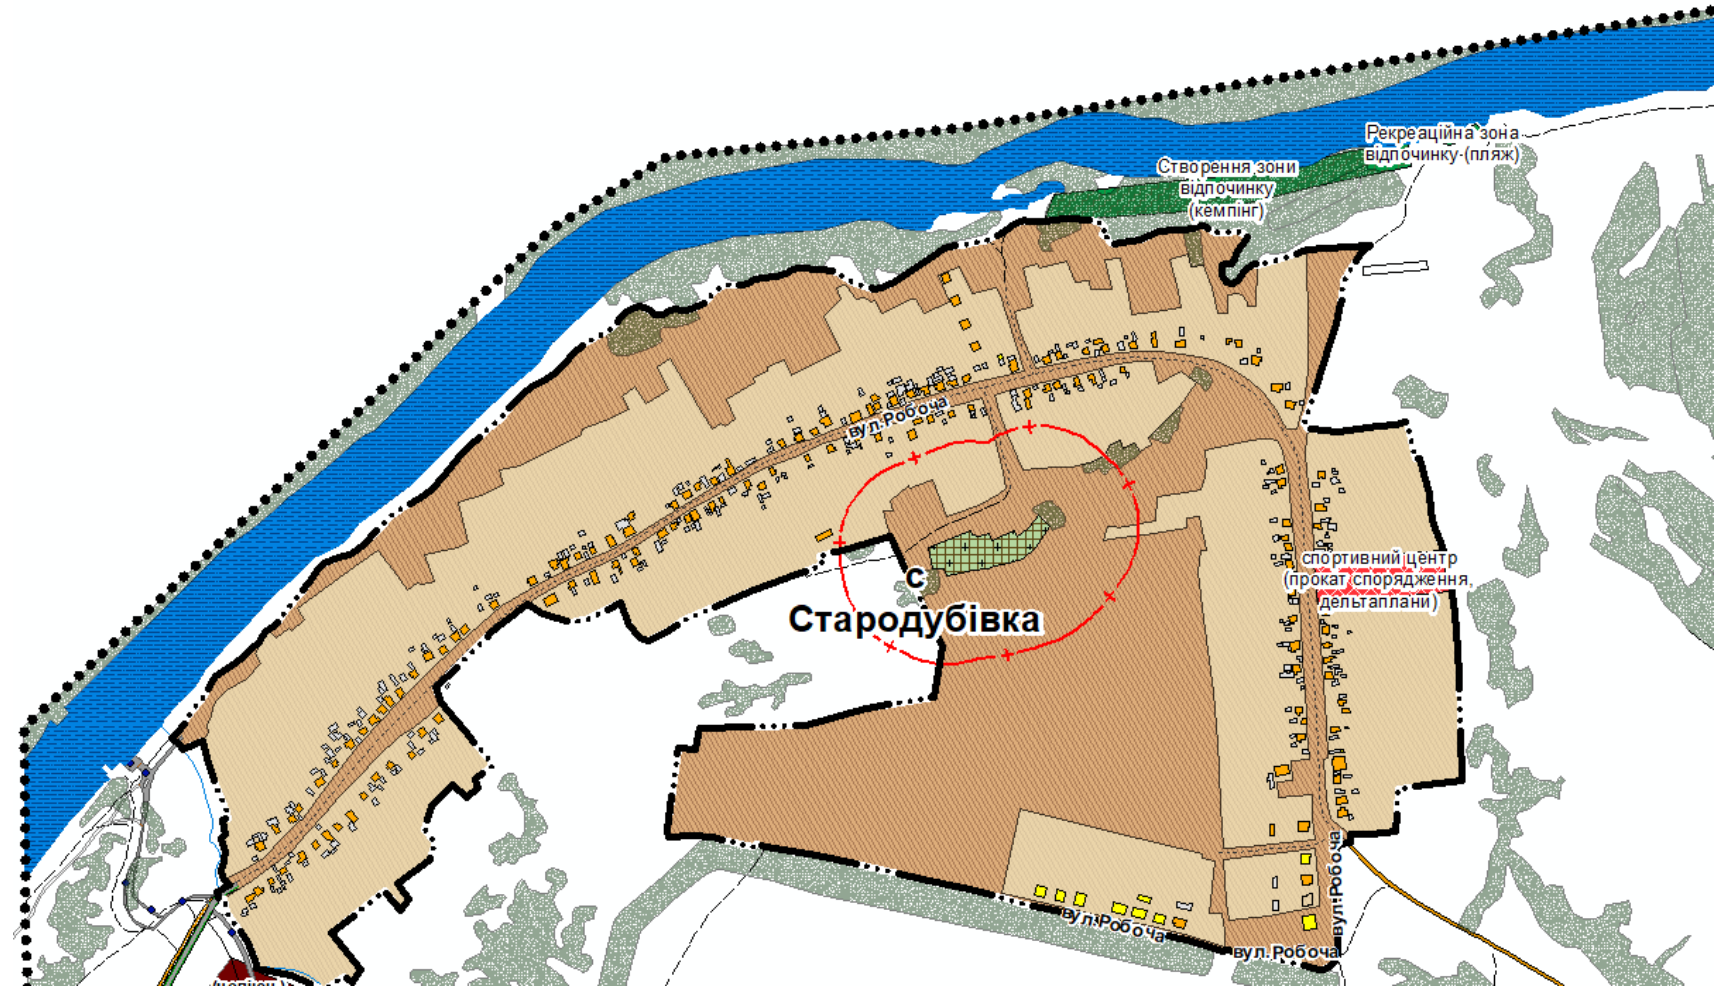 Рекреаційна зона
відпочинку (пляж)
Створення зони
відпочинку
(кемпінг)
вул.Робоча
спортивний центр
(прокат спорядження,
дельтаплани)
С
Стародубівка
вул.Робоча
вул.Робоча
вул.Робоча